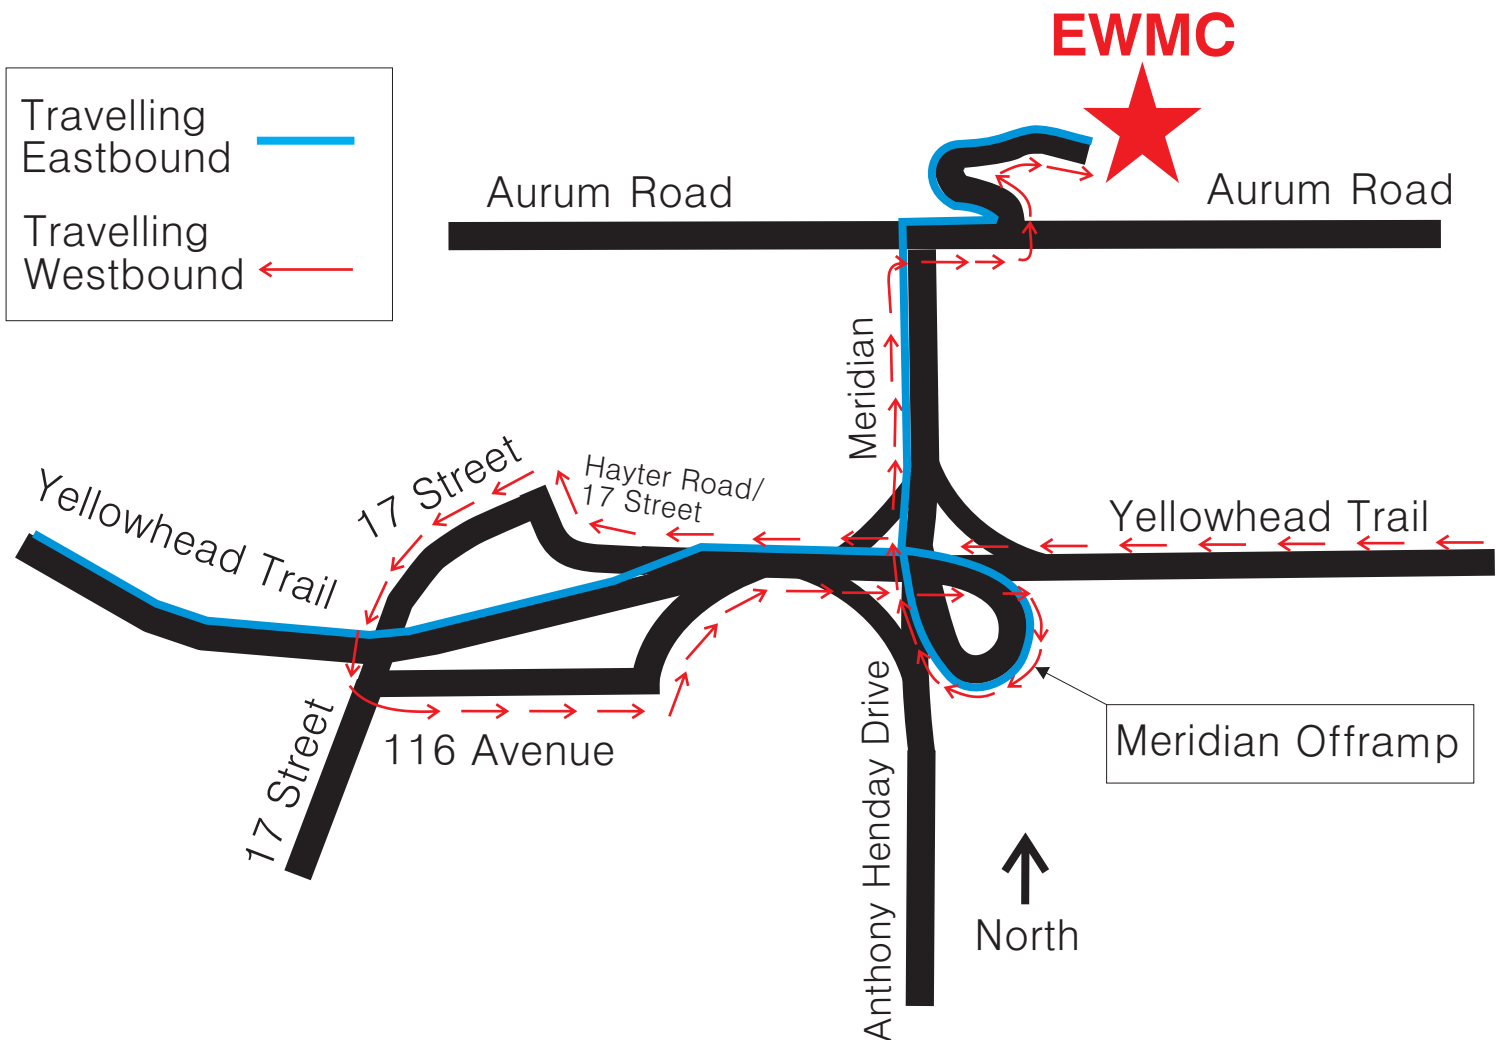 EWMC
Travelling
Eastbound
Travelling
Westbound
Aurum Road
Aurum Road
Meridian
17 Street
Hayter Road/
17 Street
Yellowhead Trail
Yellowhead Trail
116 Avenue
17 Street
Anthony Henday Drive
Meridian Offramp
North